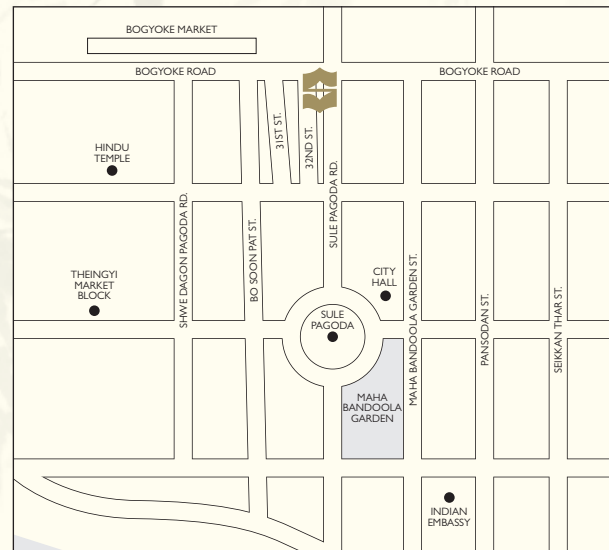 BOGYOKE MARKET
BOGYOKE ROAD
BOGYOKE ROAD
31ST ST.
32ND ST.
HINDU
TEMPLE
SULE PAGODA RD.
SHWE DAGON PAGODA RD.
BO SOON PAT ST.
THEINGYI
MARKET
BLOCK
CITY
HALL
SULE
PAGODA
MAHA BANDOOLA GARDEN ST.
PANSODAN ST.
SEIKKAN THAR ST.
MAHA
BANDOOLA
GARDEN
INDIAN
EMBASSY